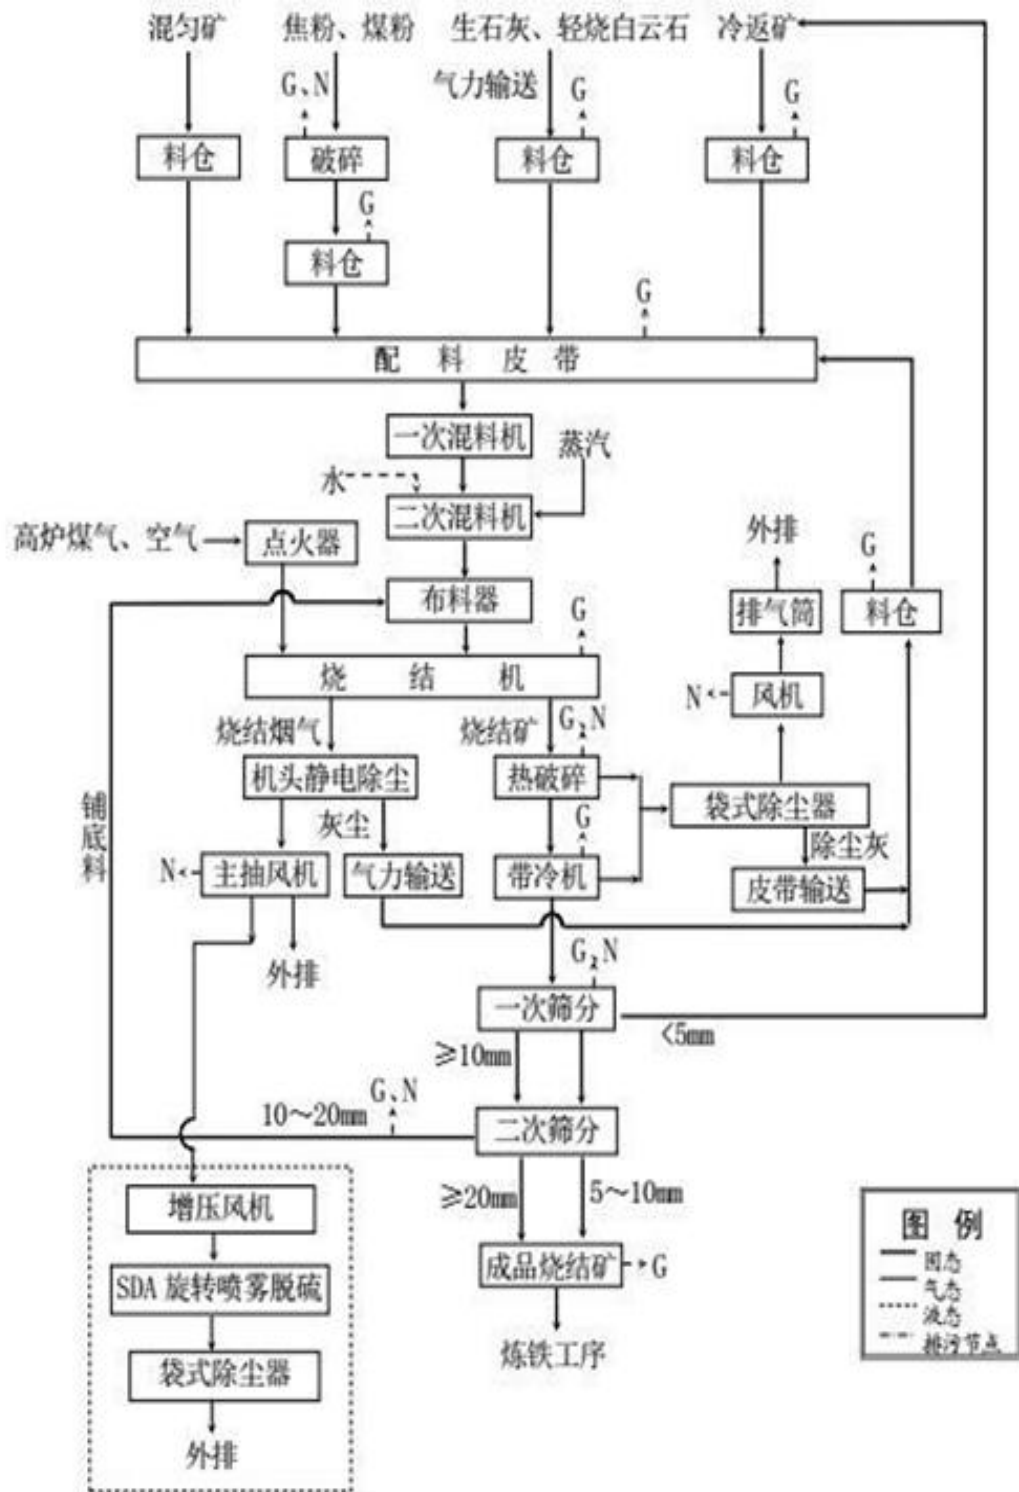 混匀矿 焦粉、煤粉 生石灰、轻烧白云石 冷返矿
G、N 气力输送 G G
料仓 破碎 料仓 料仓
G
料仓
G
配料皮带
一次混料机
蒸汽
水
二次混料机
高炉煤气、空气 点火器
外排 G
布料器
排气筒 料仓
G
烧结机
N 风机
烧结烟气 烧结矿 G、N
机头静电除尘 热破碎 袋式除尘器
铺底料
灰尘 G 除尘灰
N 主抽风机 气力输送 带冷机 皮带输送
外排 G、N
一次筛分
<5mm
≥10mm
G、N
10~20mm
二次筛分
≥20mm 5~10mm
增压风机
成品烧结矿 G
SDA 旋转喷雾脱硫
炼铁工序
袋式除尘器
外排
图例
固态
气态
液态
排污节点